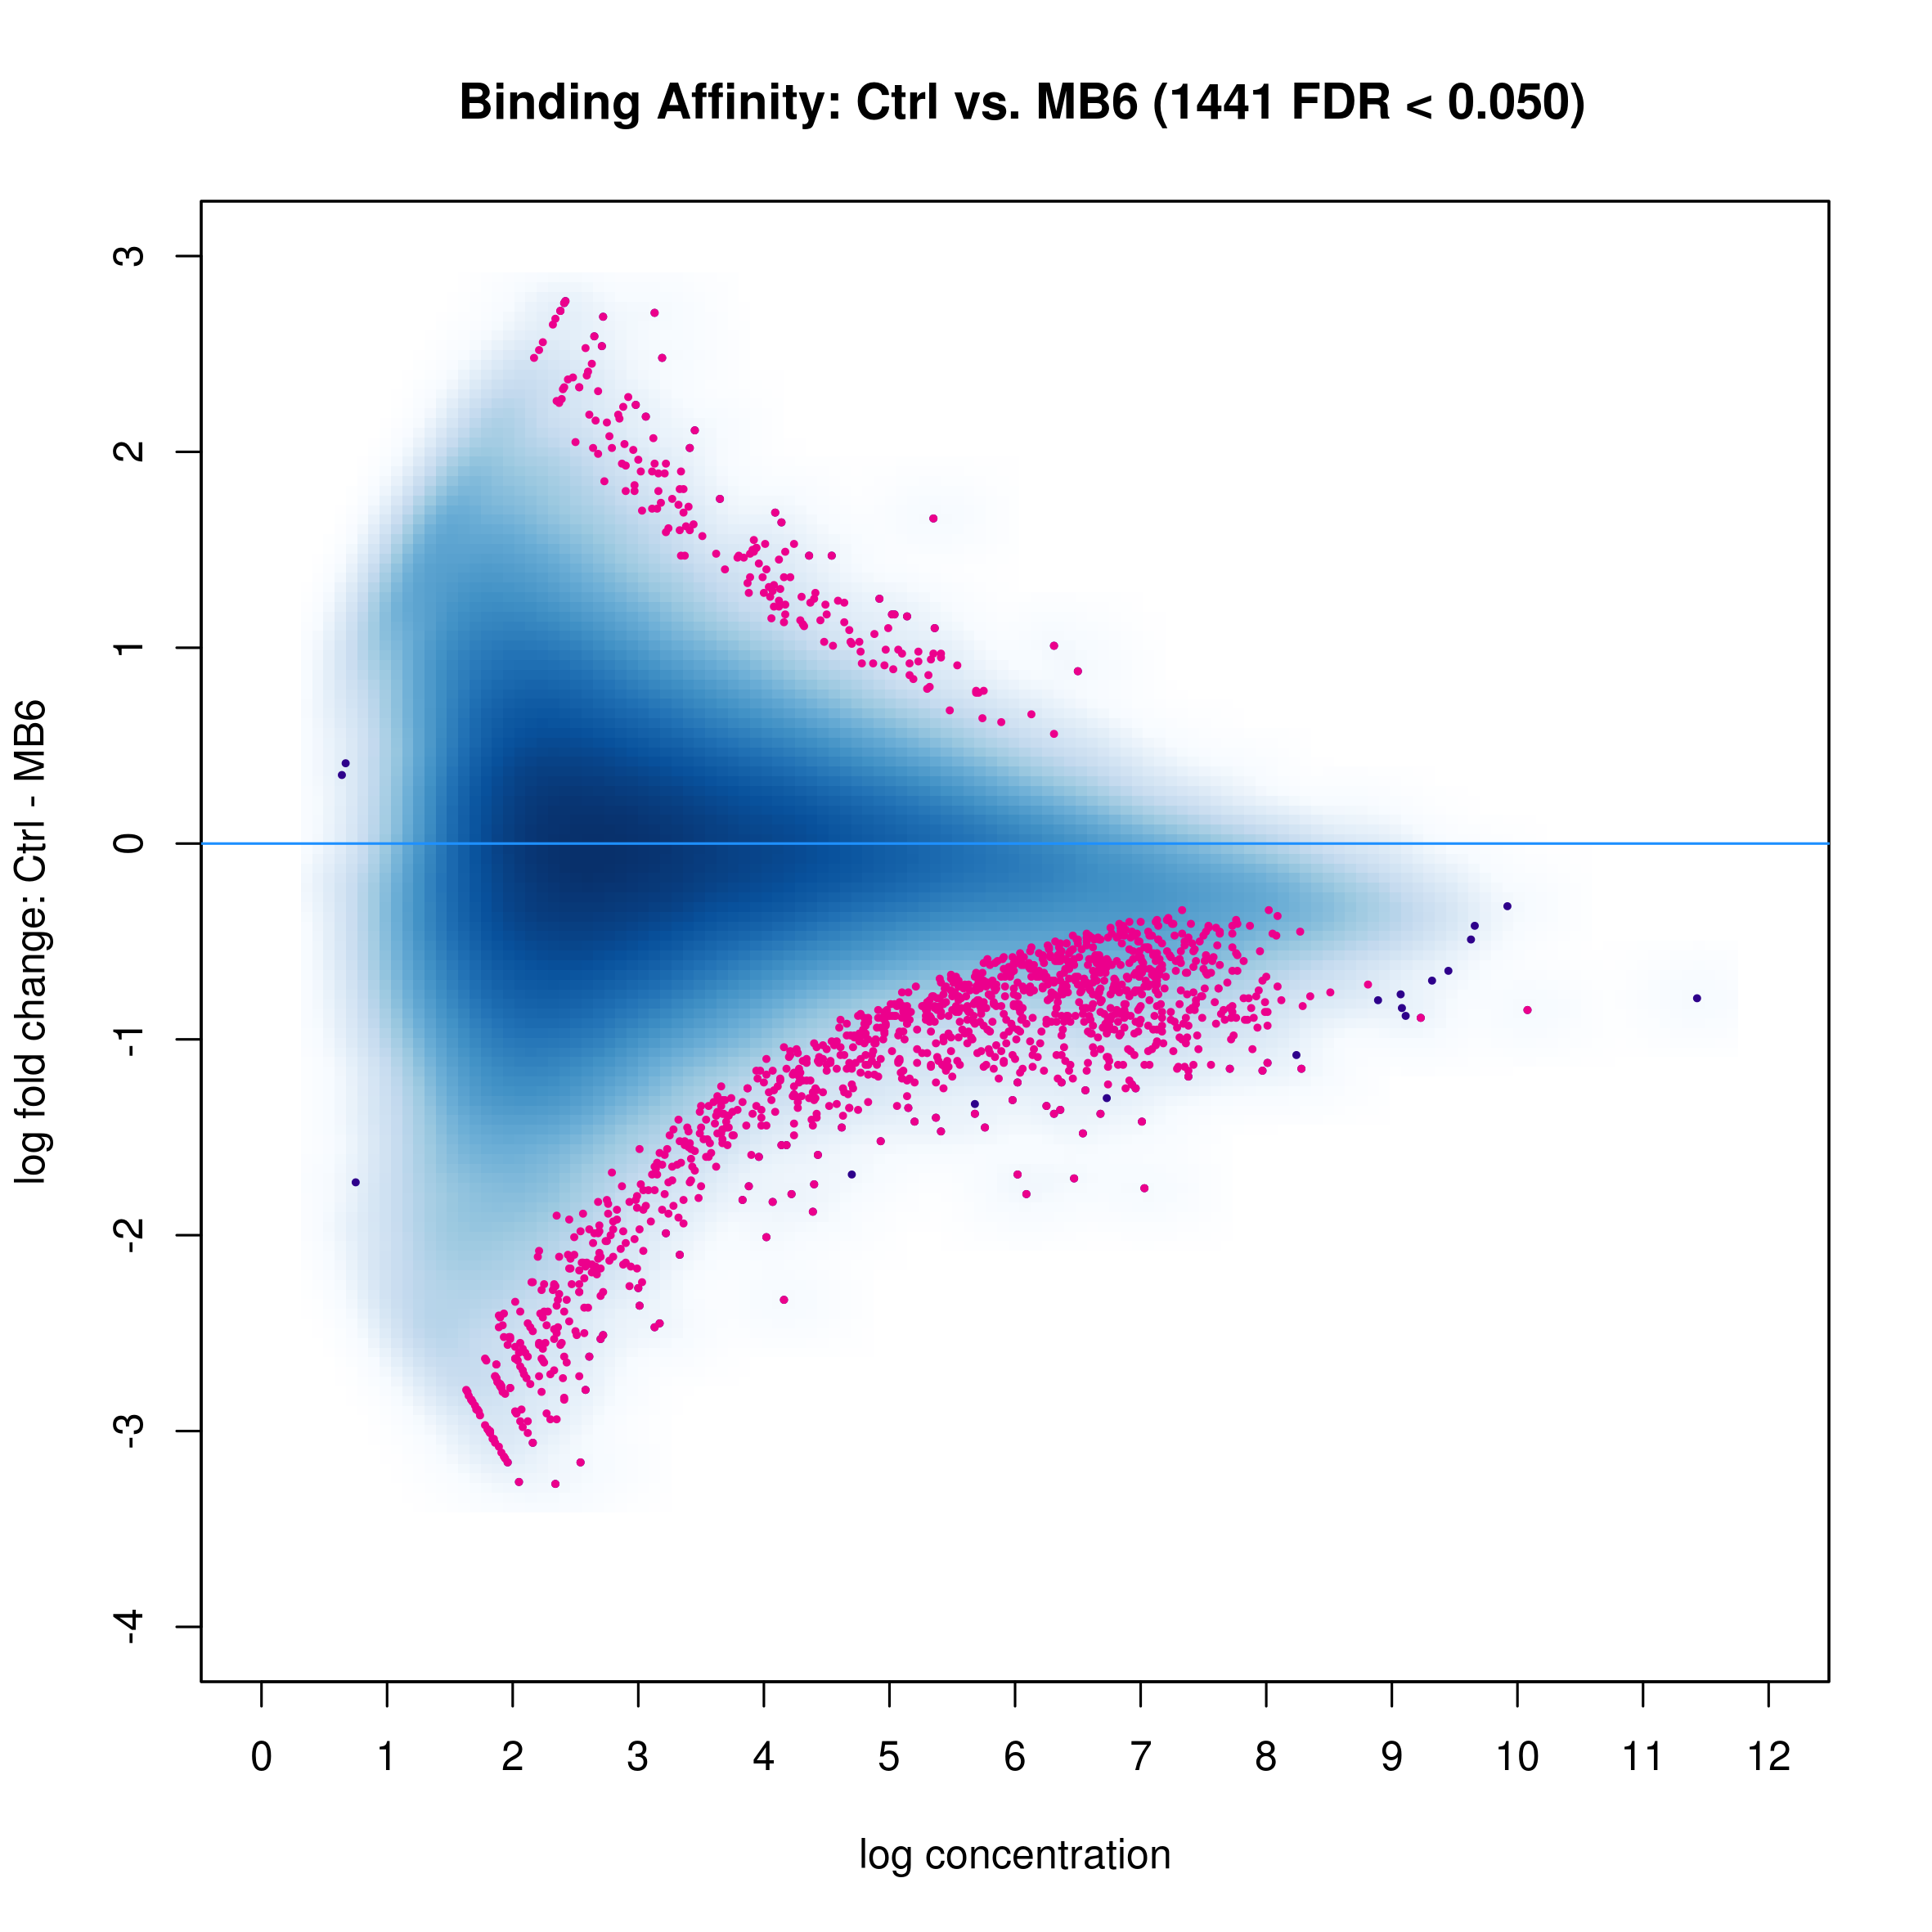 Binding Affinity: Ctrl vs. MB6 (1441 FDR < 0.050)
log fold change: Ctrl - MB6
3
2
1
0
-1
-2
-3
-4
0 1 2 3 4 5 6 7 8 9 10 11 12
log concentration